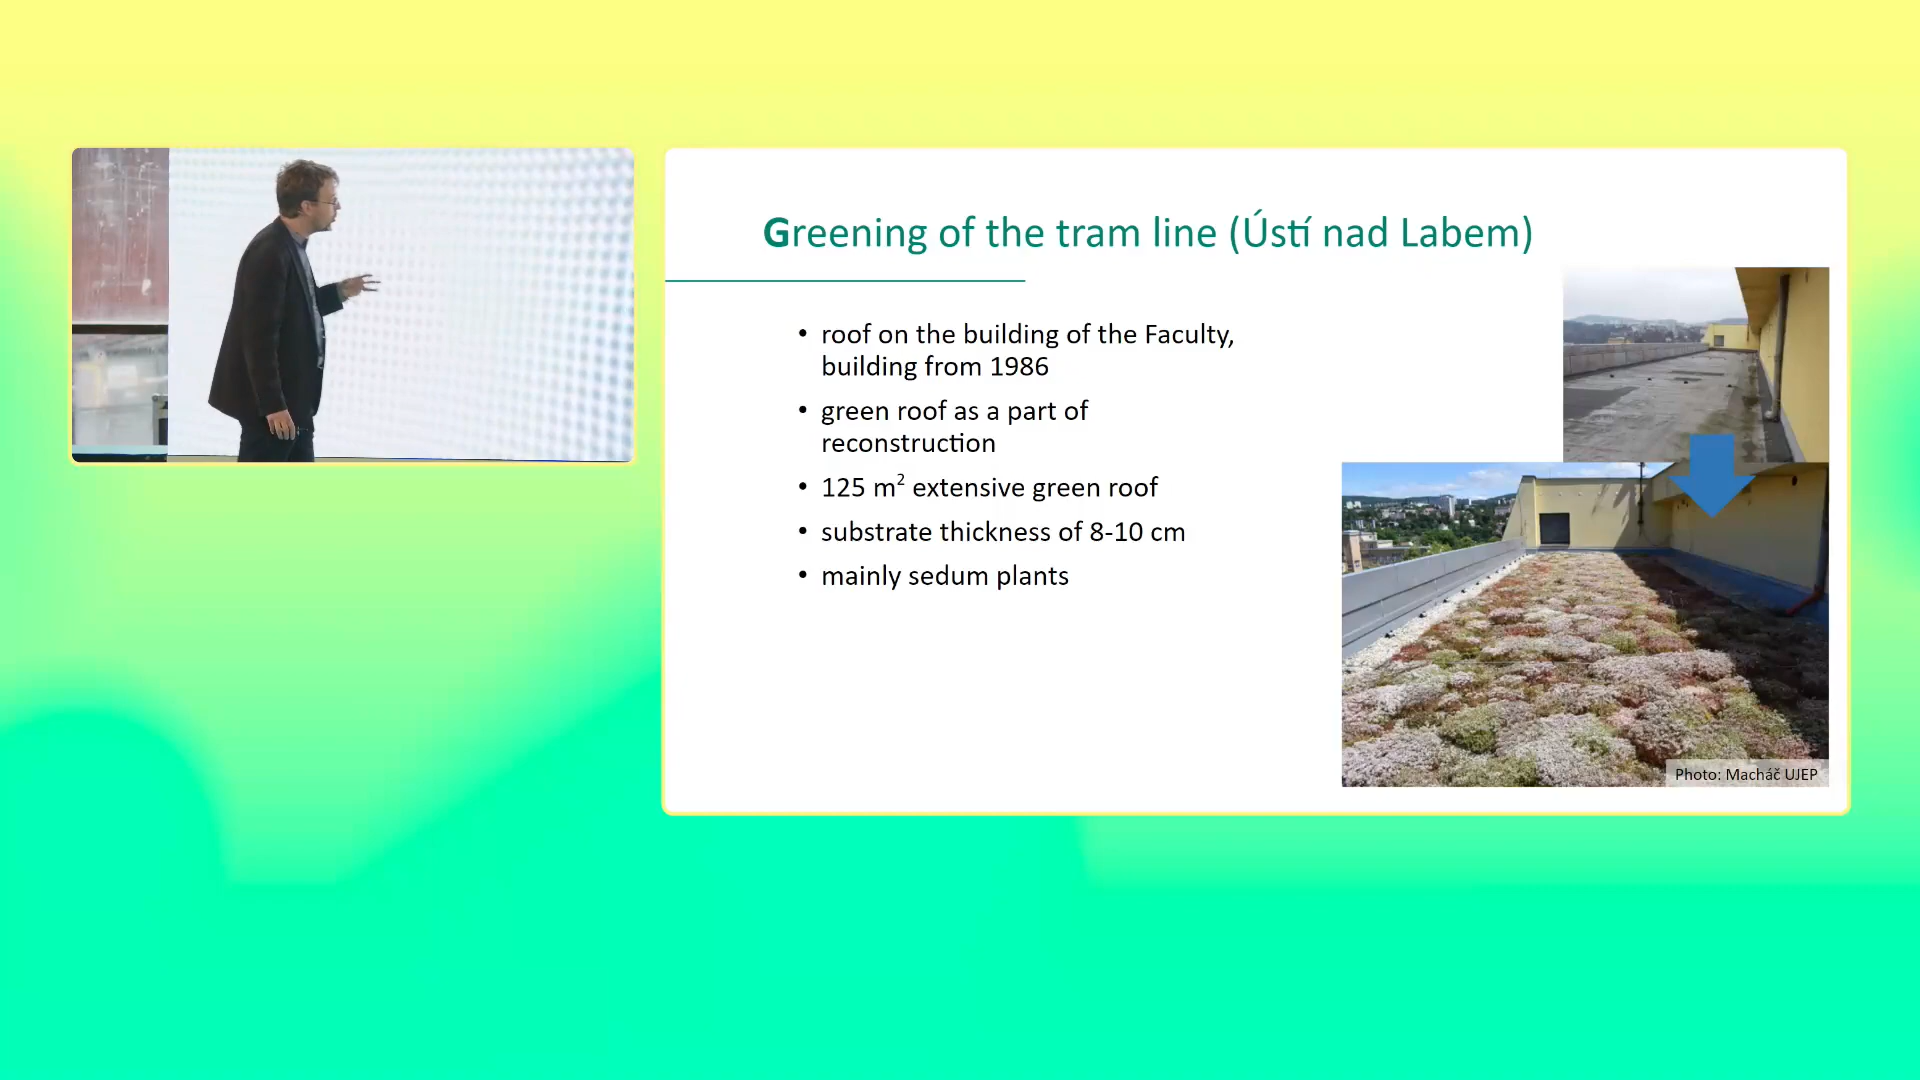 Greening of the tram line (Ústí nad Labem)
• roof on the building of the Faculty,
building from 1986
• green roof as a part of
reconstruction
• 125 m² extensive green roof
• substrate thickness of 8-10 cm
• mainly sedum plants
Photo: Macháč UJEP